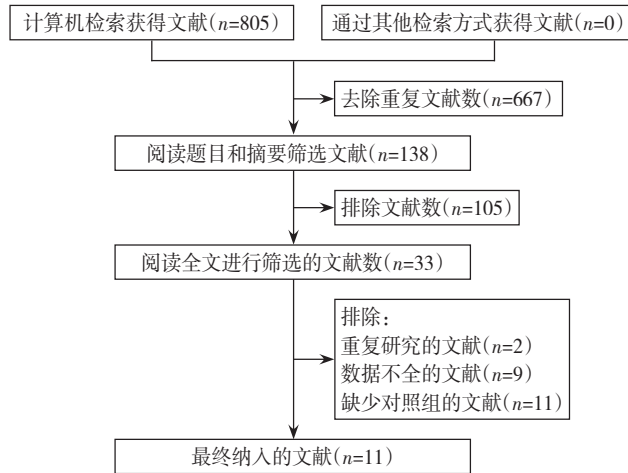 计算机检索获得文献(n=805)
通过其他检索方式获得文献(n=0)
去除重复文献数(n=667)
阅读题目和摘要筛选文献(n=138)
排除文献数(n=105)
阅读全文进行筛选的文献数(n=33)
排除：
重复研究的文献(n=2)
数据不全的文献(n=9)
缺少对照组的文献(n=11)
最终纳入的文献(n=11)